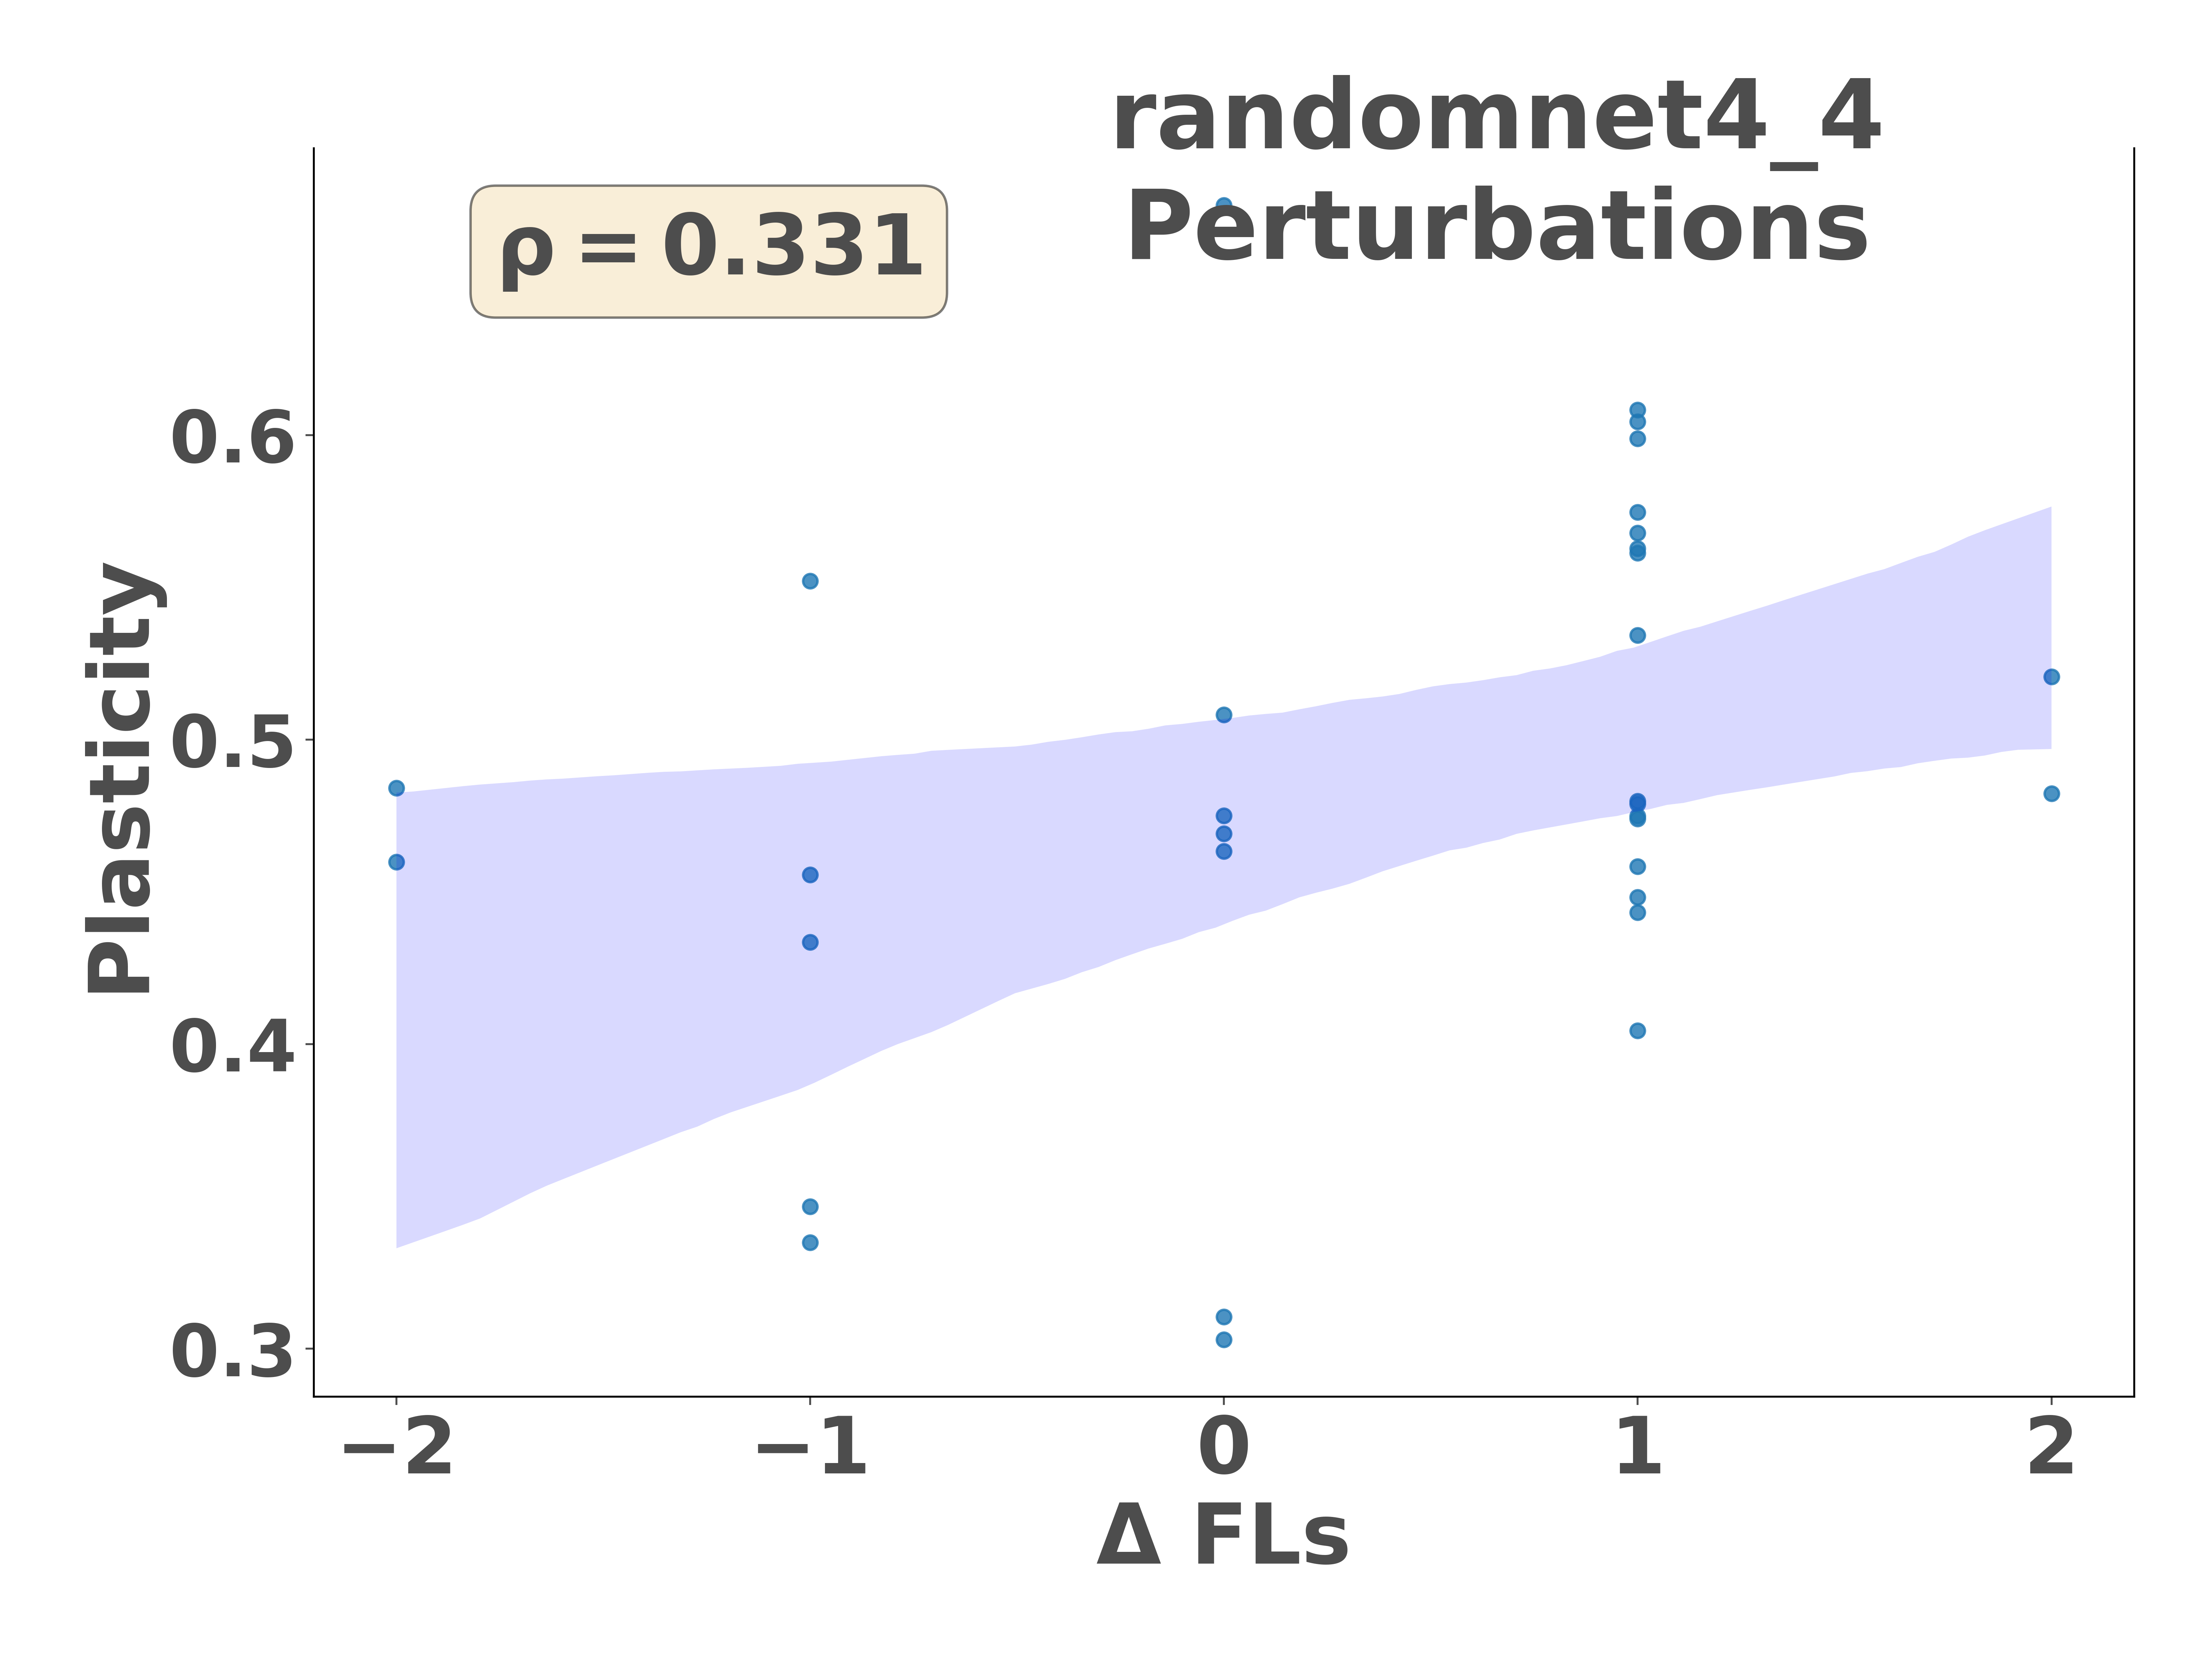 randomnet4_4
Perturbations
ρ = 0.331
Plasticity
0.6
0.5
0.4
0.3
−2 −1 0 1 2
Δ FLs